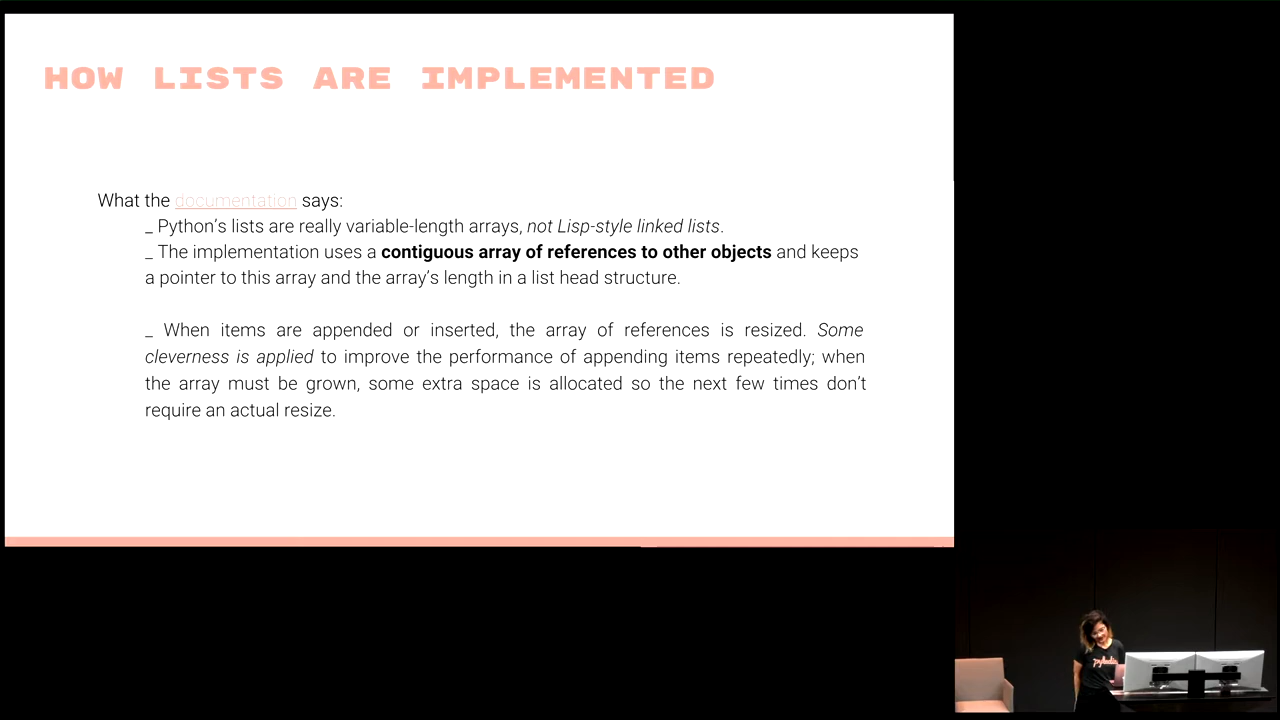 HOW LISTS ARE IMPLEMENTED
What the documentation says:
_ Python's lists are really variable-length arrays, not Lisp-style linked lists.
_ The implementation uses a contiguous array of references to other objects and keeps
a pointer to this array and the array's length in a list head structure.
_ When items are appended or inserted, the array of references is resized. Some
cleverness is applied to improve the performance of appending items repeatedly; when
the array must be grown, some extra space is allocated so the next few times don't
require an actual resize.